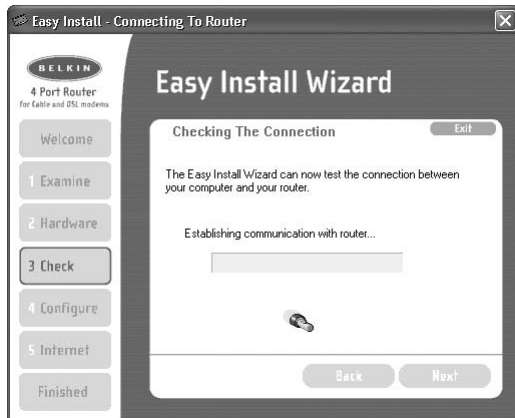 Easy Install - Connecting To Router
BELKIN
4 Port Router
for Cable and DSL modems
Easy Install Wizard
Welcome
1 Examine
2 Hardware
3 Check
4 Configure
5 Internet
Finished
Checking The Connection
Exit
The Easy Install Wizard can now test the connection between
your computer and your router.
Establishing communication with router...
Back
Next